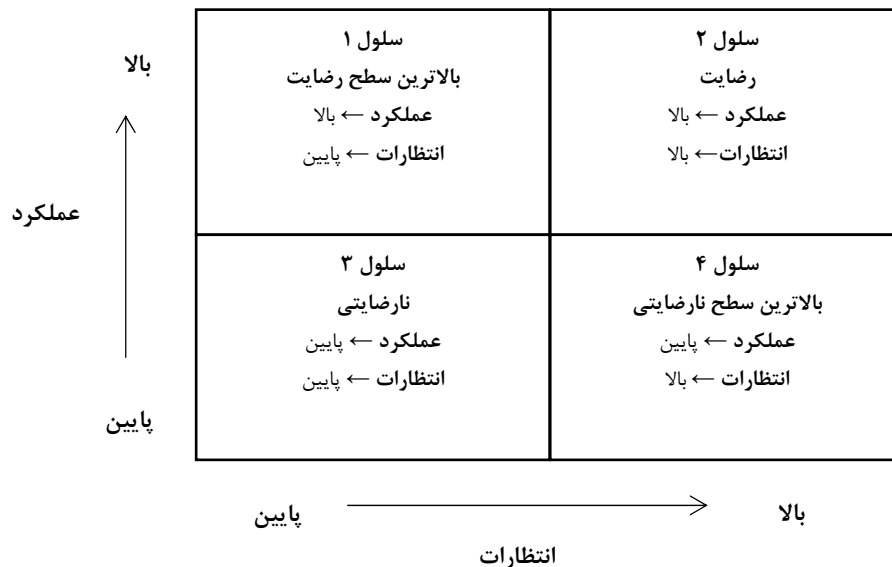 بالا
عملکرد
پایین
سلول ۱
بالاترین سطح رضایت
عملکرد ← بالا
انتظارات ← پایین
سلول ۲
رضایت
عملکرد ← بالا
انتظارات← بالا
سلول ۳
نارضایتی
عملکرد ← پایین
انتظارات ← پایین
سلول ۴
بالاترین سطح نارضایتی
عملکرد ← پایین
انتظارات ← بالا
پایین
بالا
انتظارات